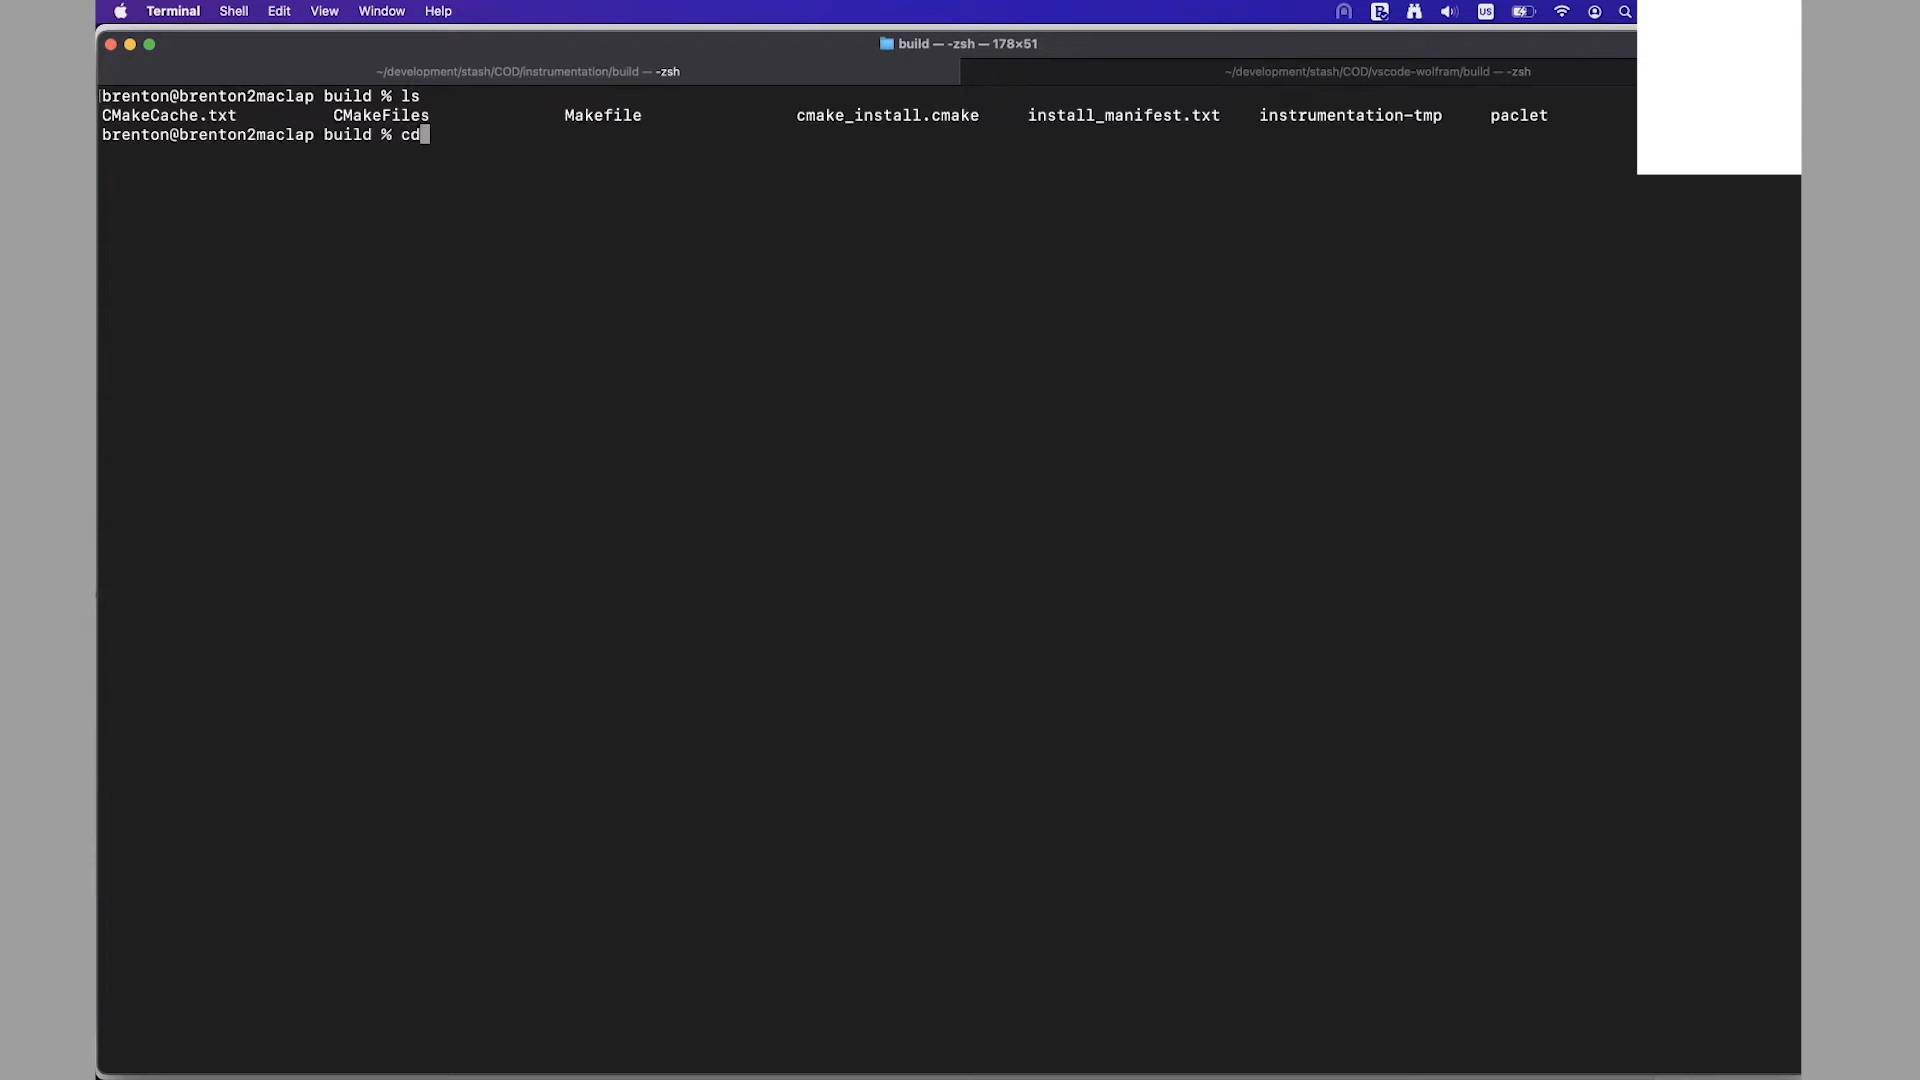 Terminal Shell Edit View Window Help US
build — -zsh — 178×51
~/development/stash/COD/instrumentation/build — -zsh ~/development/stash/COD/vscode-wolfram/build — -zsh
brenton@brenton2maclap build % ls
CMakeCache.txt CMakeFiles Makefile cmake_install.cmake install_manifest.txt instrumentation-tmp paclet
brenton@brenton2maclap build % cd